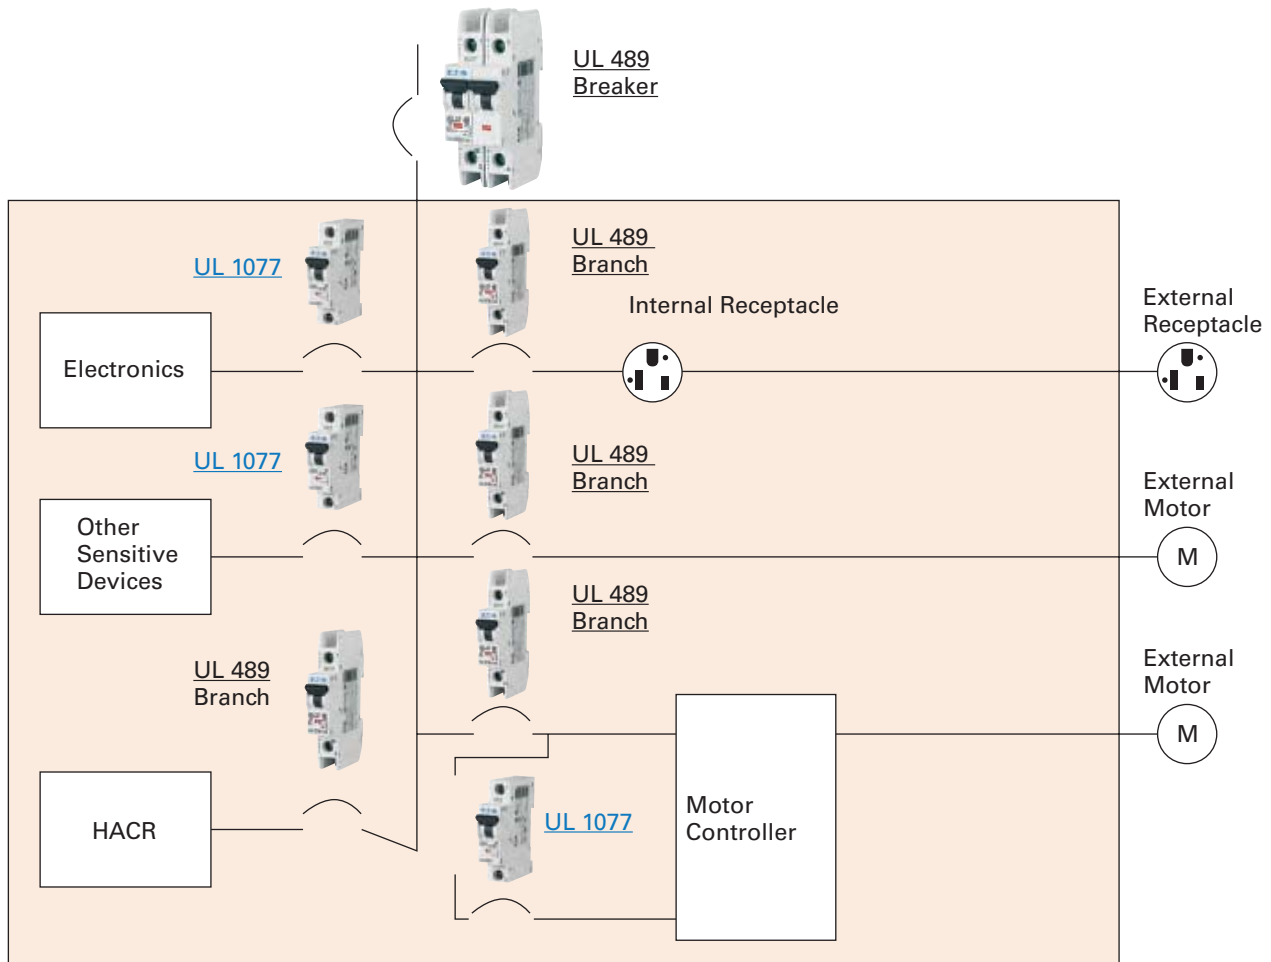 UL 489
Breaker
UL 1077
UL 489
Branch
Internal Receptacle
External
Receptacle
Electronics
UL 1077
UL 489
Branch
External
Motor
Other
Sensitive
Devices
M
UL 489
Branch
UL 489
Branch
External
Motor
M
HACR
UL 1077
Motor
Controller